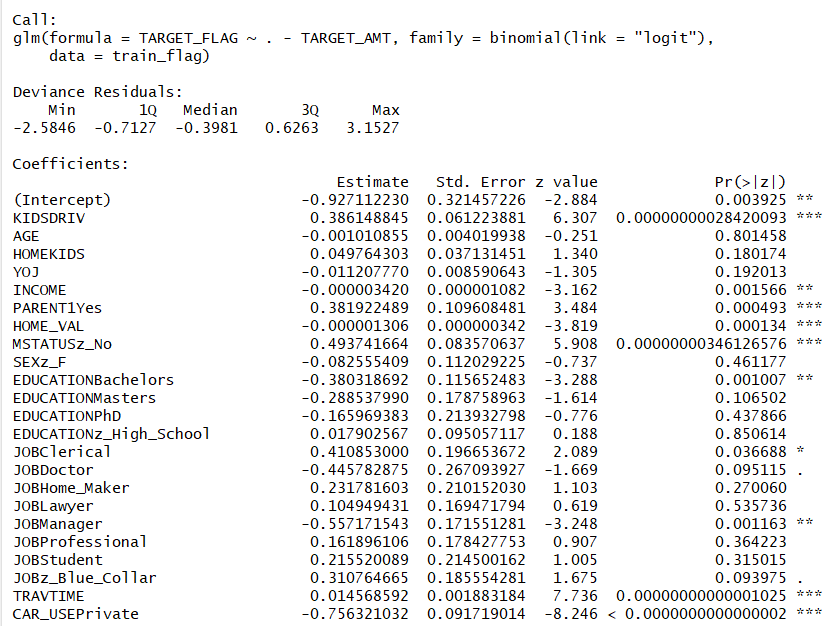 Call:
glm(formula = TARGET_FLAG ~ . - TARGET_AMT, family = binomial(link = "logit"),
    data = train_flag)

Deviance Residuals:
    Min      1Q  Median      3Q     Max
-2.5846 -0.7127 -0.3981  0.6263  3.1527

Coefficients:
Estimate Std. Error z value Pr(>|z|)
(Intercept) -0.927112230 0.321457226 -2.884 0.003925 **
KIDSDRIV 0.386148845 0.061223881 6.307 0.00000000028420093 ***
AGE -0.001010855 0.004019938 -0.251 0.801458
HOMEKIDS 0.049764303 0.037131451 1.340 0.180174
YOJ -0.011207770 0.008590643 -1.305 0.192013
INCOME -0.000003420 0.000001082 -3.162 0.001566 **
PARENT1Yes 0.381922489 0.109608481 3.484 0.000493 ***
HOME_VAL -0.000001306 0.000000342 -3.819 0.000134 ***
MSTATUSz_No 0.493741664 0.083570637 5.908 0.00000000346126576 ***
SEXz_F -0.082555409 0.112029225 -0.737 0.461177
EDUCATIONBachelors -0.380318692 0.115652483 -3.288 0.001007 **
EDUCATIONMasters -0.288537990 0.178758963 -1.614 0.106502
EDUCATIONPhD -0.165969383 0.213932798 -0.776 0.437866
EDUCATIONz_High_School 0.017902567 0.095057117 0.188 0.850614
JOBClerical 0.410853000 0.196653672 2.089 0.036688 *
JOBDoctor -0.445782875 0.267093927 -1.669 0.095115 .
JOBHome_Maker 0.231781603 0.210152030 1.103 0.270060
JOBLawyer 0.104949431 0.169471794 0.619 0.535736
JOBManager -0.557171543 0.171551281 -3.248 0.001163 **
JOBProfessional 0.161896106 0.178427753 0.907 0.364223
JOBStudent 0.215520089 0.214500162 1.005 0.315015
JOBz_Blue_Collar 0.310764665 0.185554281 1.675 0.093975 .
TRAVTIME 0.014568592 0.001883184 7.736 0.00000000000001025 ***
CAR_USEPrivate -0.756321032 0.091719014 -8.246 < 0.0000000000000002 ***